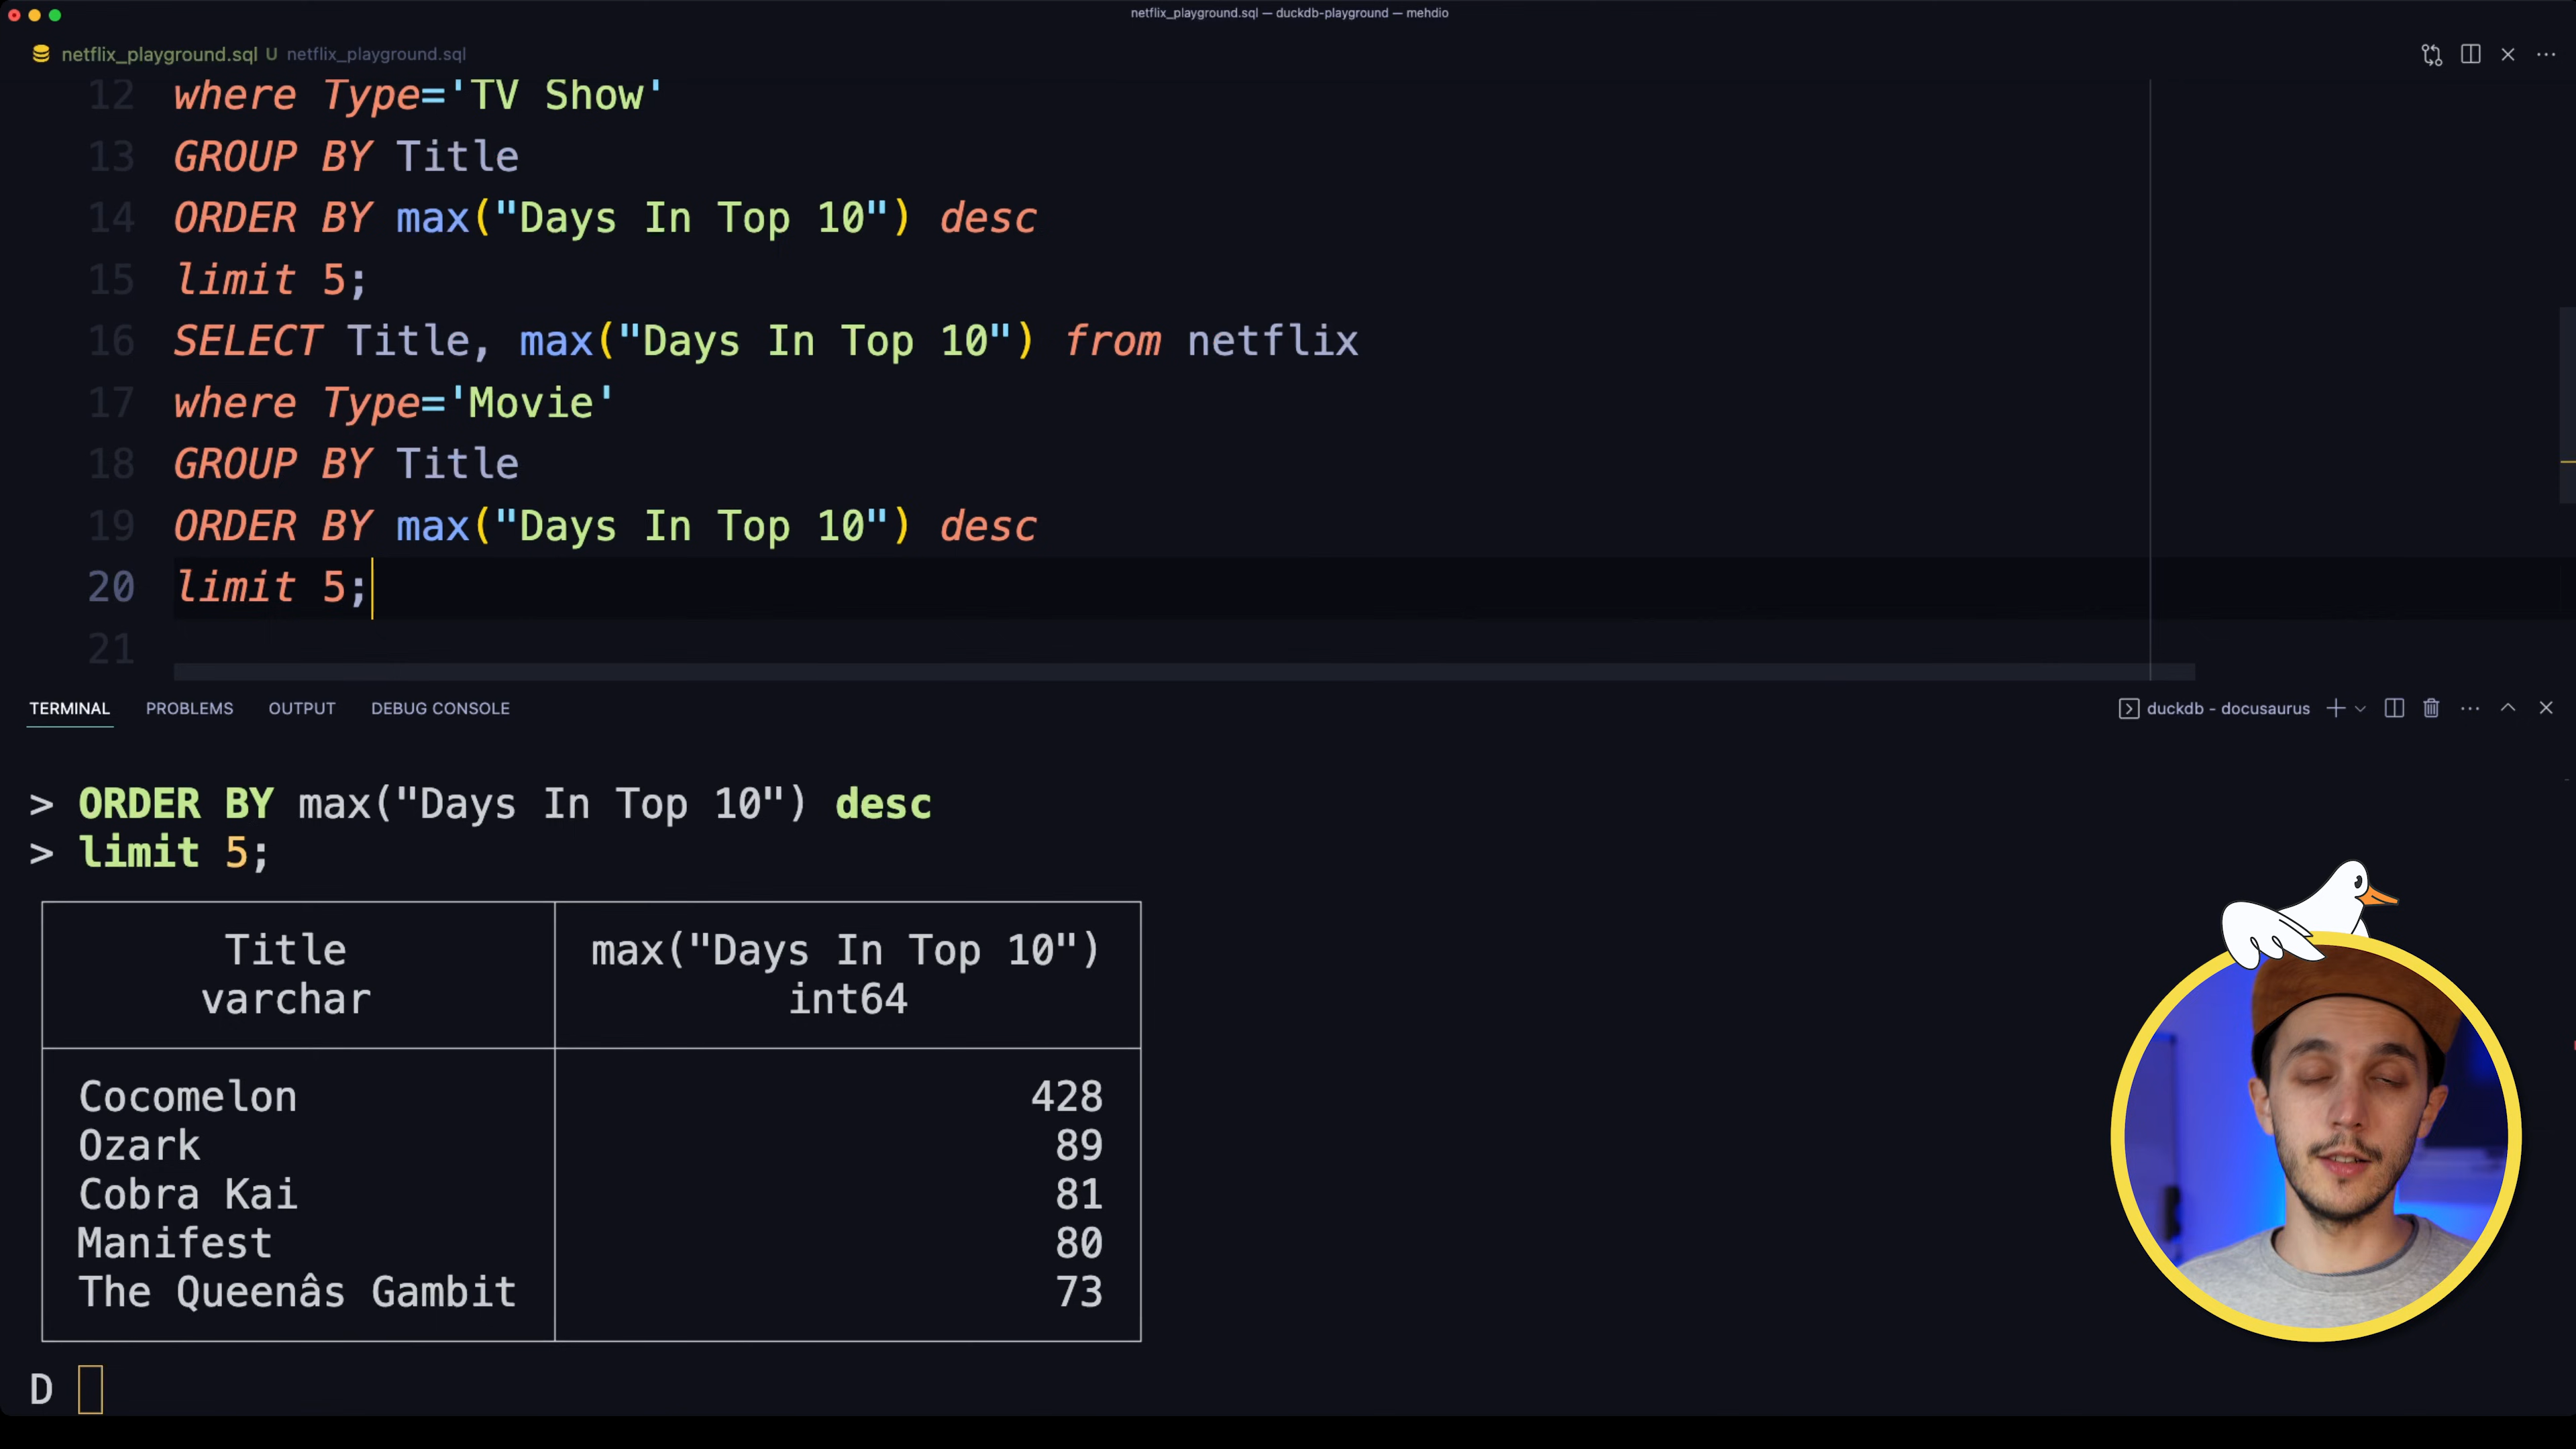 netflix_playground.sql — duckdb-playground — mehdio
netflix_playground.sql U netflix_playground.sql
12 where Type='TV Show'
13 GROUP BY Title
14 ORDER BY max("Days In Top 10") desc
15 limit 5;
16 SELECT Title, max("Days In Top 10") from netflix
17 where Type='Movie'
18 GROUP BY Title
19 ORDER BY max("Days In Top 10") desc
20 limit 5;
21
TERMINAL PROBLEMS OUTPUT DEBUG CONSOLE duckdb - docusaurus
> ORDER BY max("Days In Top 10") desc
> limit 5;
Title max("Days In Top 10")
varchar int64
Cocomelon 428
Ozark 89
Cobra Kai 81
Manifest 80
The Queenâs Gambit 73
D